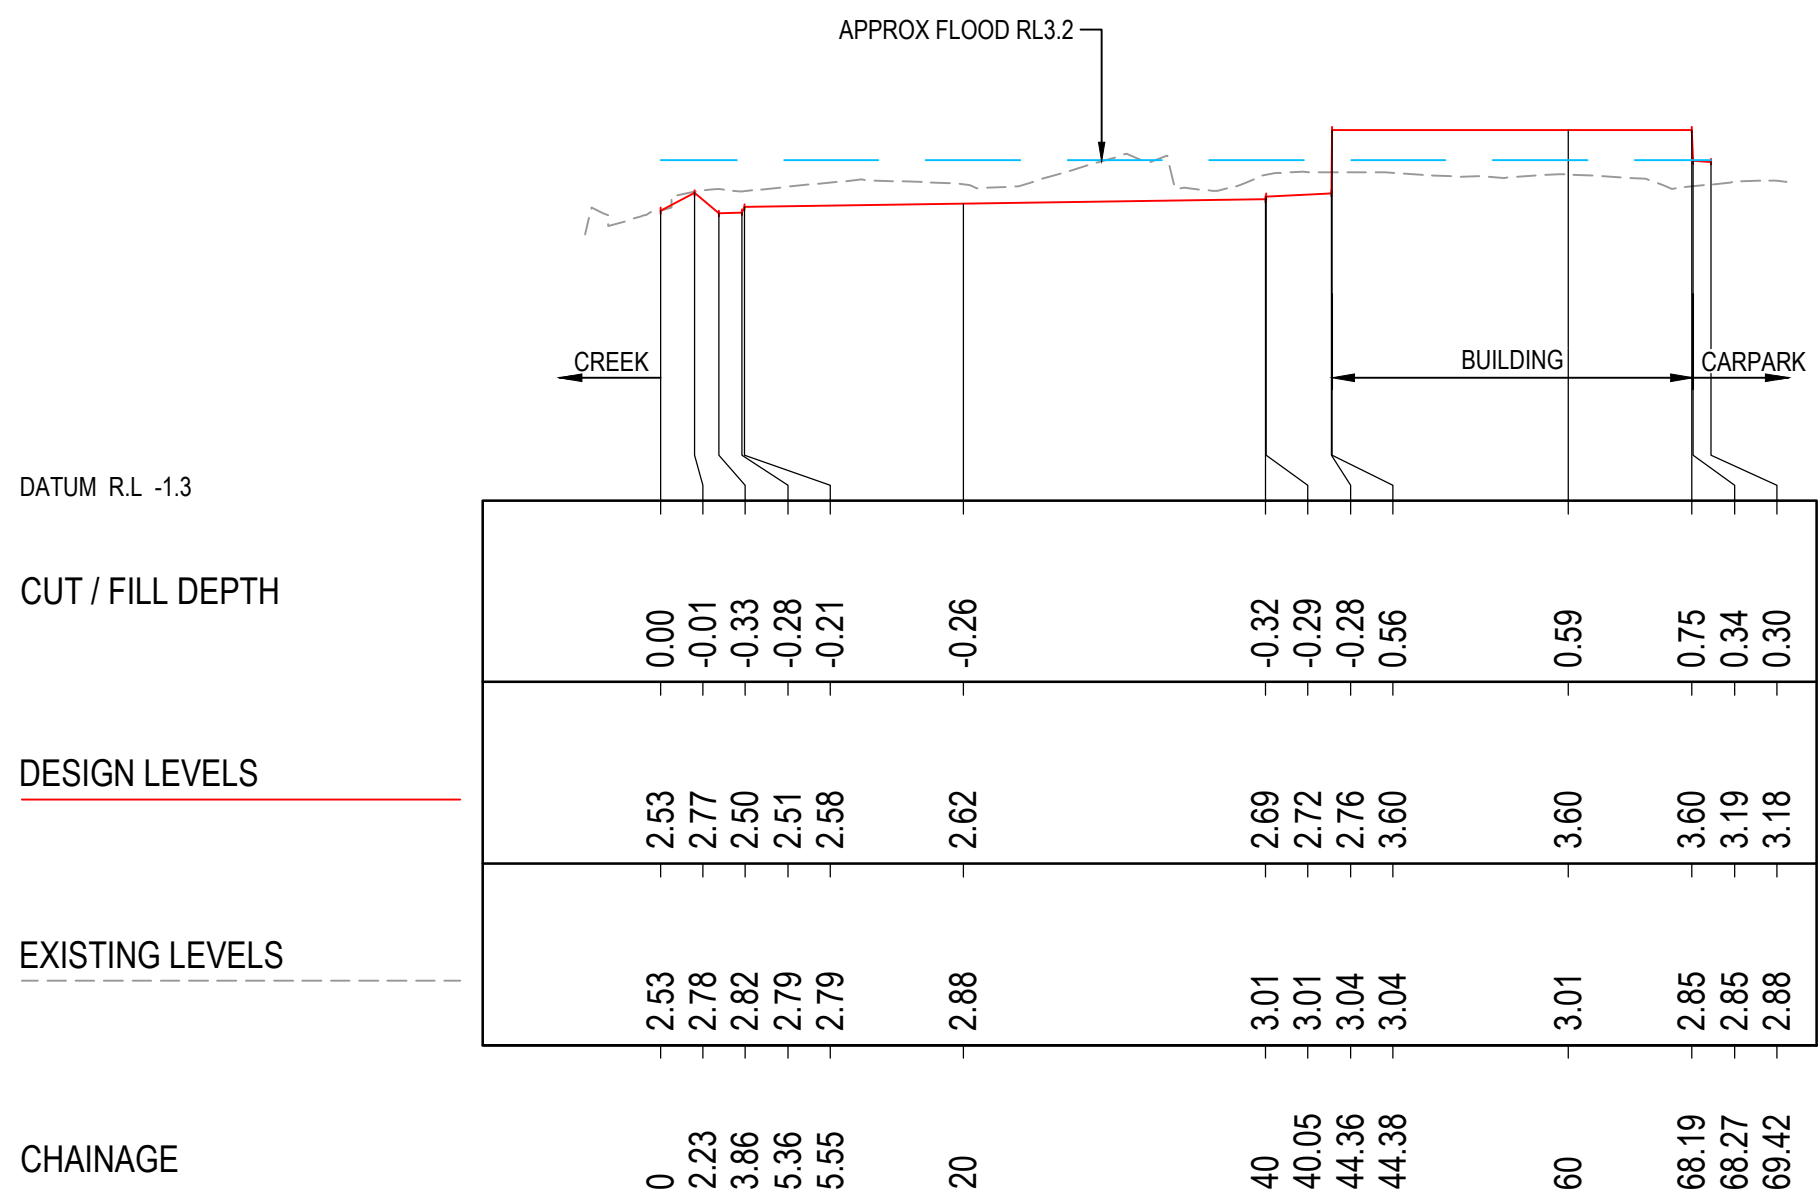 APPROX FLOOD RL3.2
CREEK
BUILDING
CARPARK
DATUM R.L -1.3
CUT / FILL DEPTH
0.00 -0.01 -0.33 -0.28 -0.21 -0.26 -0.32 -0.29 -0.28 0.56 0.59 0.75 0.34 0.30
DESIGN LEVELS
2.53 2.77 2.50 2.51 2.58 2.62 2.69 2.72 2.76 3.60 3.60 3.60 3.19 3.18
EXISTING LEVELS
2.53 2.78 2.82 2.79 2.79 2.88 3.01 3.01 3.04 3.04 3.01 2.85 2.85 2.88
CHAINAGE
0 2.23 3.86 5.36 5.55 20 40 40.05 44.36 44.38 60 68.19 68.27 69.42